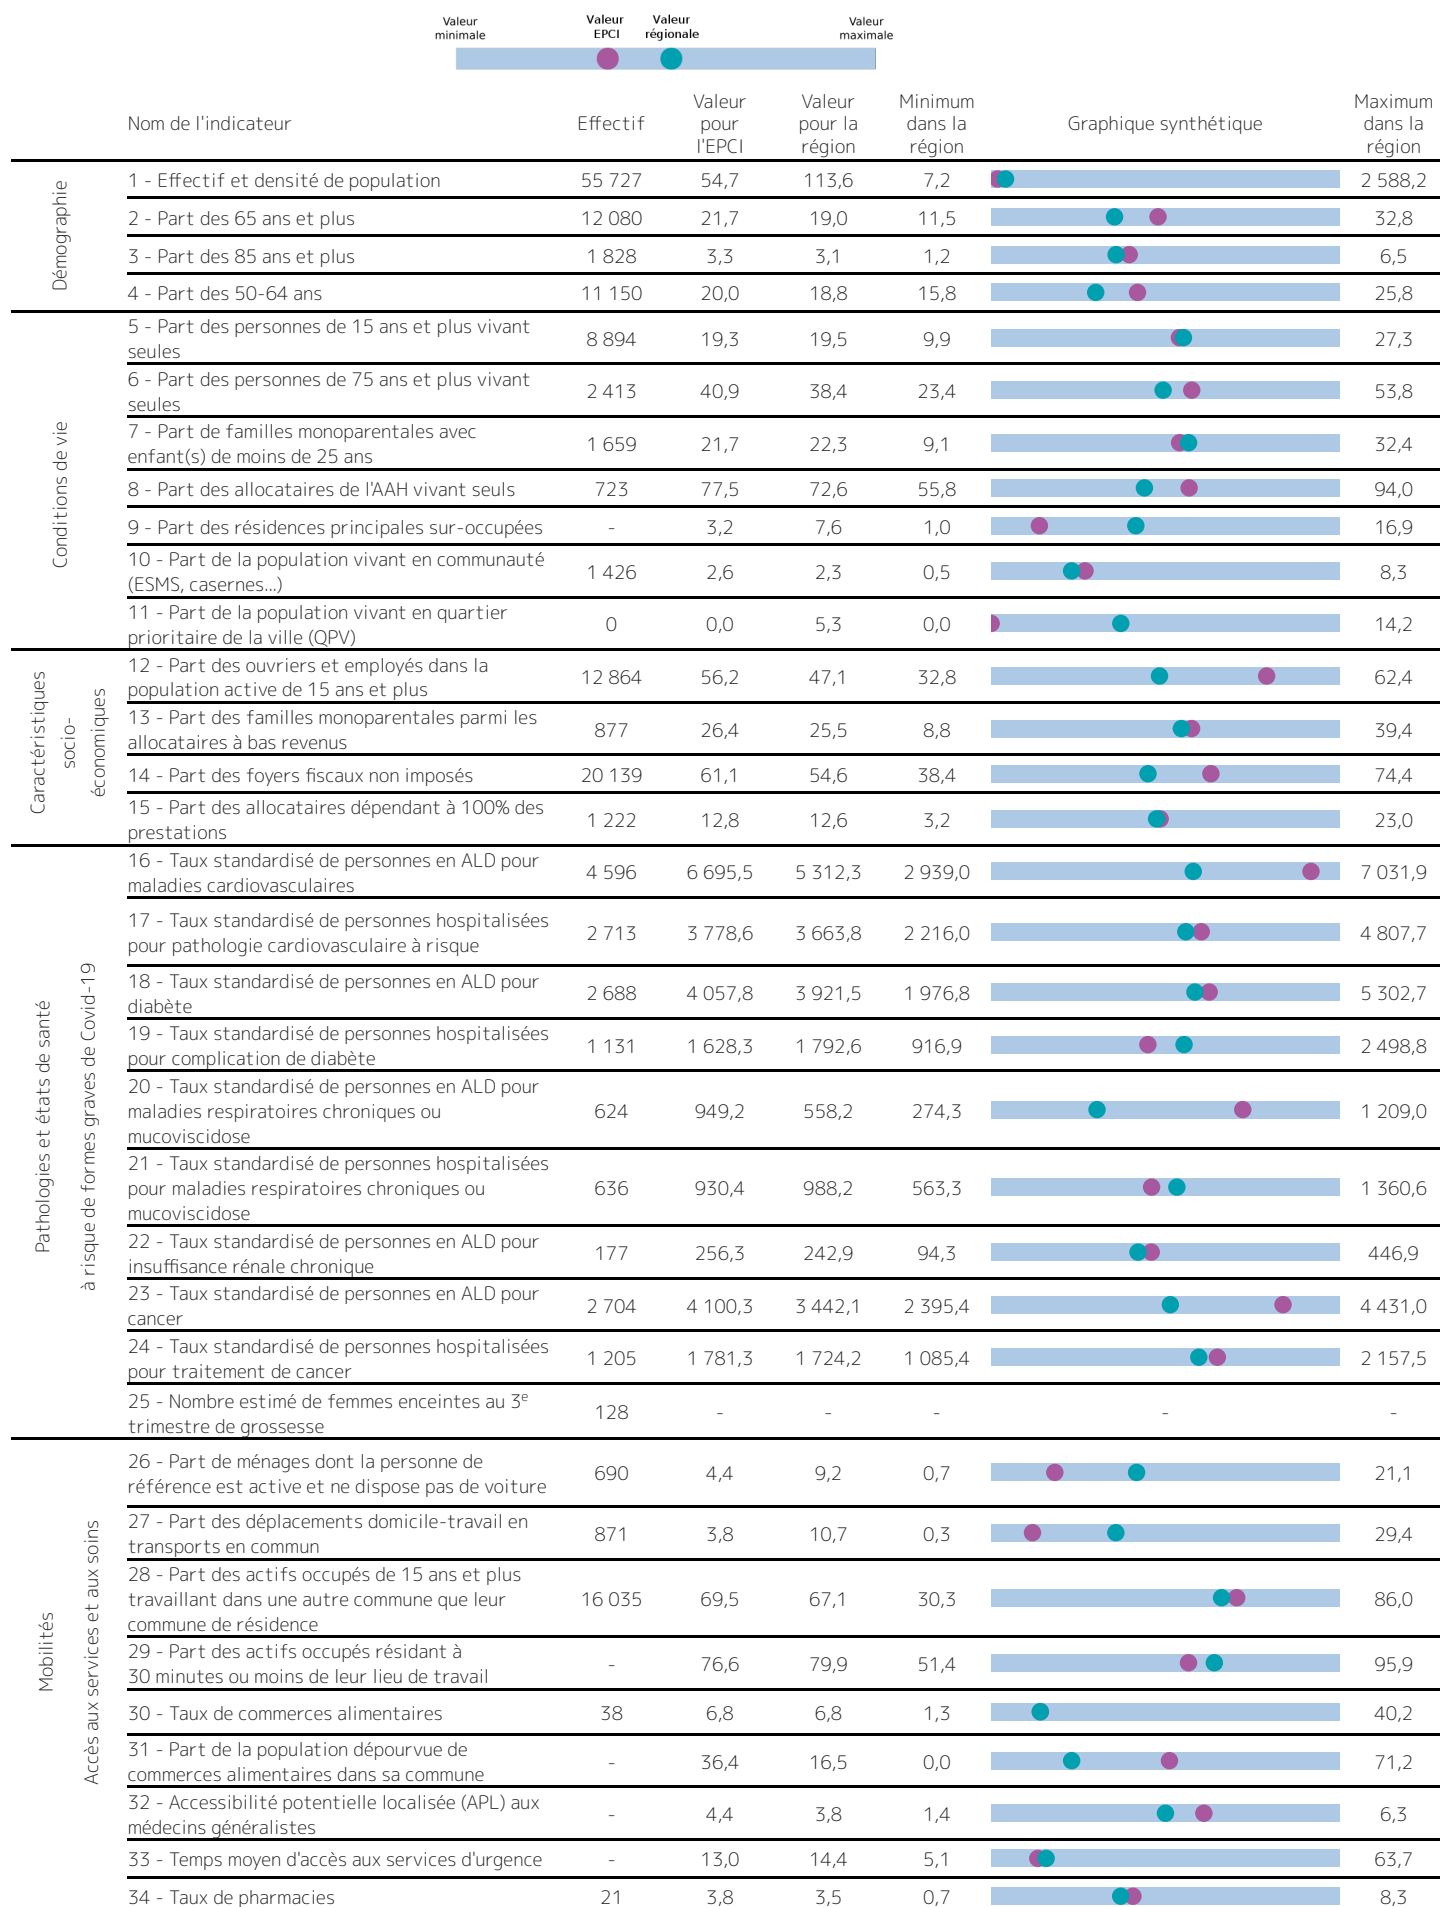 Valeur minimale
Valeur EPCI
Valeur régionale
Valeur maximale
Nom de l'indicateur
Effectif
Valeur pour l'EPCI
Valeur pour la région
Minimum dans la région
Graphique synthétique
Maximum dans la région
Démographie
1 - Effectif et densité de population 55 727 54,7 113,6 7,2 2 588,2
2 - Part des 65 ans et plus 12 080 21,7 19,0 11,5 32,8
3 - Part des 85 ans et plus 1 828 3,3 3,1 1,2 6,5
4 - Part des 50-64 ans 11 150 20,0 18,8 15,8 25,8
Conditions de vie
5 - Part des personnes de 15 ans et plus vivant
seules 8 894 19,3 19,5 9,9 27,3
6 - Part des personnes de 75 ans et plus vivant
seules 2 413 40,9 38,4 23,4 53,8
7 - Part de familles monoparentales avec
enfant(s) de moins de 25 ans 1 659 21,7 22,3 9,1 32,4
8 - Part des allocataires de l'AAH vivant seuls 723 77,5 72,6 55,8 94,0
9 - Part des résidences principales sur-occupées - 3,2 7,6 1,0 16,9
10 - Part de la population vivant en communauté
(ESMS, casernes...) 1 426 2,6 2,3 0,5 8,3
11 - Part de la population vivant en quartier
prioritaire de la ville (QPV) 0 0,0 5,3 0,0 14,2
Caractéristiques
socio-
économiques
12 - Part des ouvriers et employés dans la
population active de 15 ans et plus 12 864 56,2 47,1 32,8 62,4
13 - Part des familles monoparentales parmi les
allocataires à bas revenus 877 26,4 25,5 8,8 39,4
14 - Part des foyers fiscaux non imposés 20 139 61,1 54,6 38,4 74,4
15 - Part des allocataires dépendant à 100% des
prestations 1 222 12,8 12,6 3,2 23,0
Pathologies et états de santé
à risque de formes graves de Covid-19
16 - Taux standardisé de personnes en ALD pour
maladies cardiovasculaires 4 596 6 695,5 5 312,3 2 939,0 7 031,9
17 - Taux standardisé de personnes hospitalisées
pour pathologie cardiovasculaire à risque 2 713 3 778,6 3 663,8 2 216,0 4 807,7
18 - Taux standardisé de personnes en ALD pour
diabète 2 688 4 057,8 3 921,5 1 976,8 5 302,7
19 - Taux standardisé de personnes hospitalisées
pour complication de diabète 1 131 1 628,3 1 792,6 916,9 2 498,8
20 - Taux standardisé de personnes en ALD pour
maladies respiratoires chroniques ou
mucoviscidose 624 949,2 558,2 274,3 1 209,0
21 - Taux standardisé de personnes hospitalisées
pour maladies respiratoires chroniques ou
mucoviscidose 636 930,4 988,2 563,3 1 360,6
22 - Taux standardisé de personnes en ALD pour
insuffisance rénale chronique 177 256,3 242,9 94,3 446,9
23 - Taux standardisé de personnes en ALD pour
cancer 2 704 4 100,3 3 442,1 2 395,4 4 431,0
24 - Taux standardisé de personnes hospitalisées
pour traitement de cancer 1 205 1 781,3 1 724,2 1 085,4 2 157,5
25 - Nombre estimé de femmes enceintes au 3e
trimestre de grossesse 128 - - - - -
Mobilités
Accès aux services et aux soins
26 - Part de ménages dont la personne de
référence est active et ne dispose pas de voiture 690 4,4 9,2 0,7 21,1
27 - Part des déplacements domicile-travail en
transports en commun 871 3,8 10,7 0,3 29,4
28 - Part des actifs occupés de 15 ans et plus
travaillant dans une autre commune que leur
commune de résidence 16 035 69,5 67,1 30,3 86,0
29 - Part des actifs occupés résidant à
30 minutes ou moins de leur lieu de travail - 76,6 79,9 51,4 95,9
30 - Taux de commerces alimentaires 38 6,8 6,8 1,3 40,2
31 - Part de la population dépourvue de
commerces alimentaires dans sa commune - 36,4 16,5 0,0 71,2
32 - Accessibilité potentielle localisée (APL) aux
médecins généralistes - 4,4 3,8 1,4 6,3
33 - Temps moyen d'accès aux services d'urgence - 13,0 14,4 5,1 63,7
34 - Taux de pharmacies 21 3,8 3,5 0,7 8,3